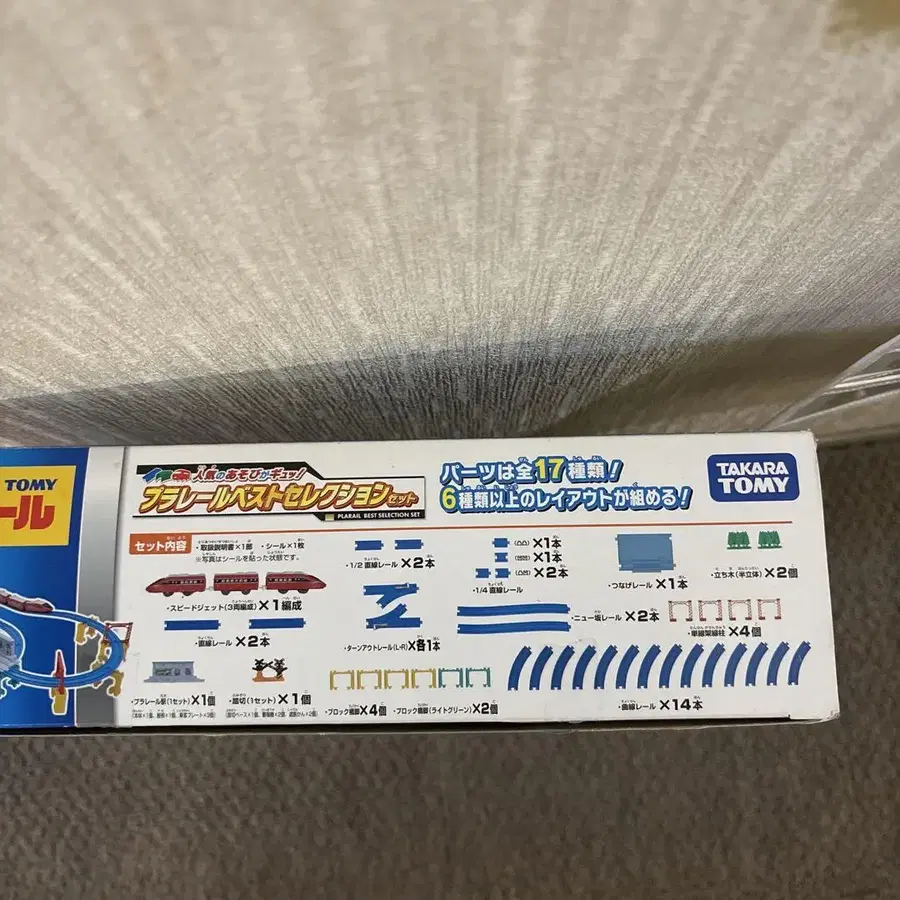 TOMY
ール
人気のあそびがギュッ!
プラレールベストセレクションセット
PLARAIL BEST SELECTION SET
パーツは全17種類!
6種類以上のレイアウトが組める!
TAKARA
TOMY
セット内容
・取扱説明書×1部 ・シール×1枚
※写真はシールを貼った状態です。
・スピードジェット(3両編成)×1編成
・直線レール×2本
・プラレール駅(1セット)×1個
・踏切(1セット)×1個
・1/2 直線レール×2本
・ターンアウトレール(L・R)×各1本
・ブロック橋脚×4個
・ブロック橋脚(ライトグリーン)×2個
×1本
×1本
×2本
・1/4 直線レール
・ニュー坂レール×2本
・つなげレール×1本
・立ち木(半立体)×2個
・単線架線柱×4個
・曲線レール×14本